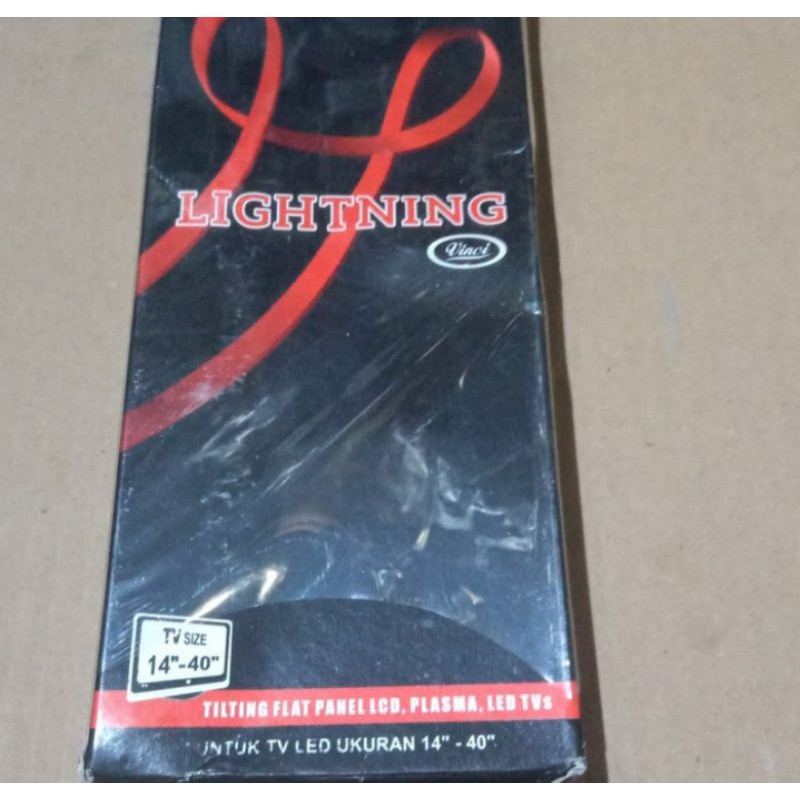 LIGHTNING
Vinci
TV SIZE
14"-40"
TILTING FLAT PANEL LCD, PLASMA, LED TVs
UNTUK TV LED UKURAN 14" - 40"